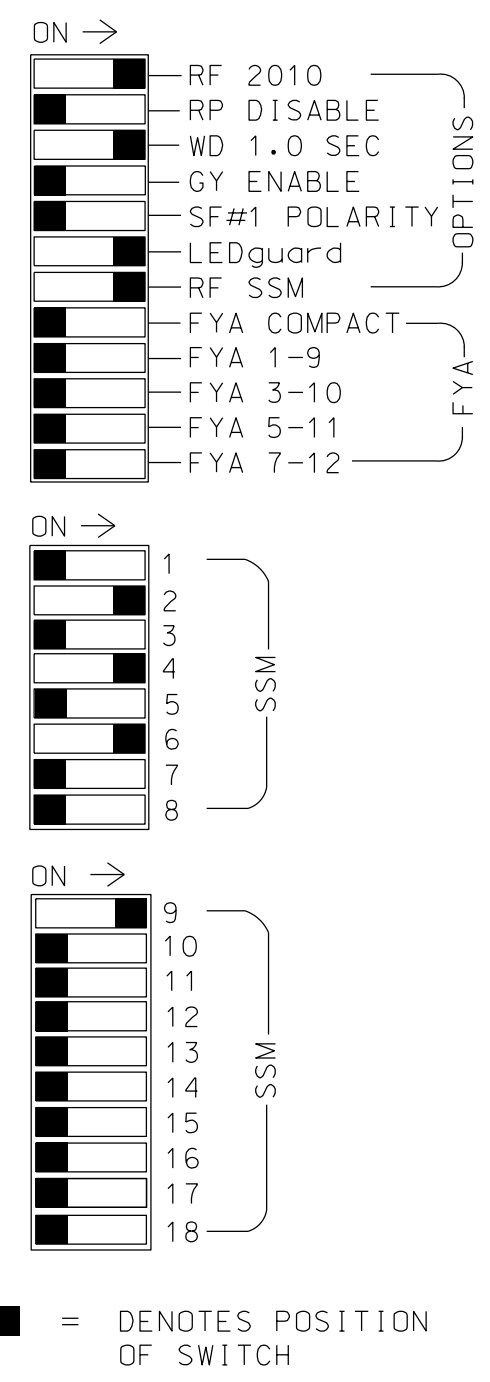 ON →
RF 2010
RP DISABLE
WD 1.0 SEC
GY ENABLE
SF#1 POLARITY
LEDguard
RF SSM
OPTIONS
FYA COMPACT
FYA 1-9
FYA 3-10
FYA 5-11
FYA 7-12
FYA
ON →
1
2
3
4
5
6
7
8
SSM
ON →
9
10
11
12
13
14
15
16
17
18
SSM
= DENOTES POSITION
OF SWITCH